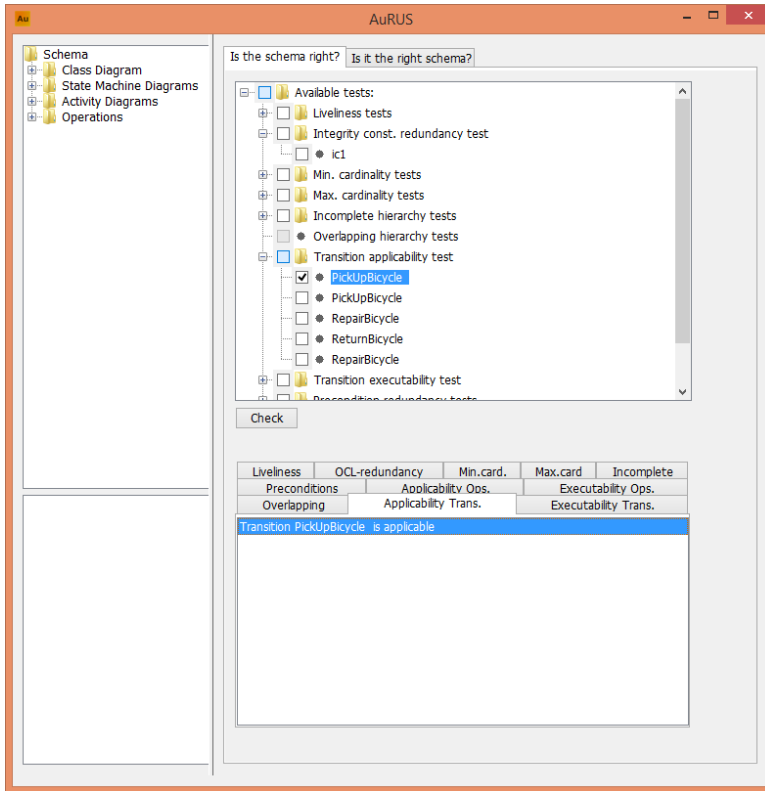 Au
AuRUS
Schema
Class Diagram
State Machine Diagrams
Activity Diagrams
Operations
Is the schema right?
Is it the right schema?
Available tests:
Liveliness tests
Integrity const. redundancy test
ic1
Min. cardinality tests
Max. cardinality tests
Incomplete hierarchy tests
Overlapping hierarchy tests
Transition applicability test
PickUpBicycle
PickUpBicycle
RepairBicycle
ReturnBicycle
RepairBicycle
Transition executability test
Precondition redundancy tests
Check
Liveliness OCL-redundancy Min.card. Max.card Incomplete
Preconditions Applicability Ops. Executability Ops.
Overlapping Applicability Trans. Executability Trans.
Transition PickUpBicycle is applicable